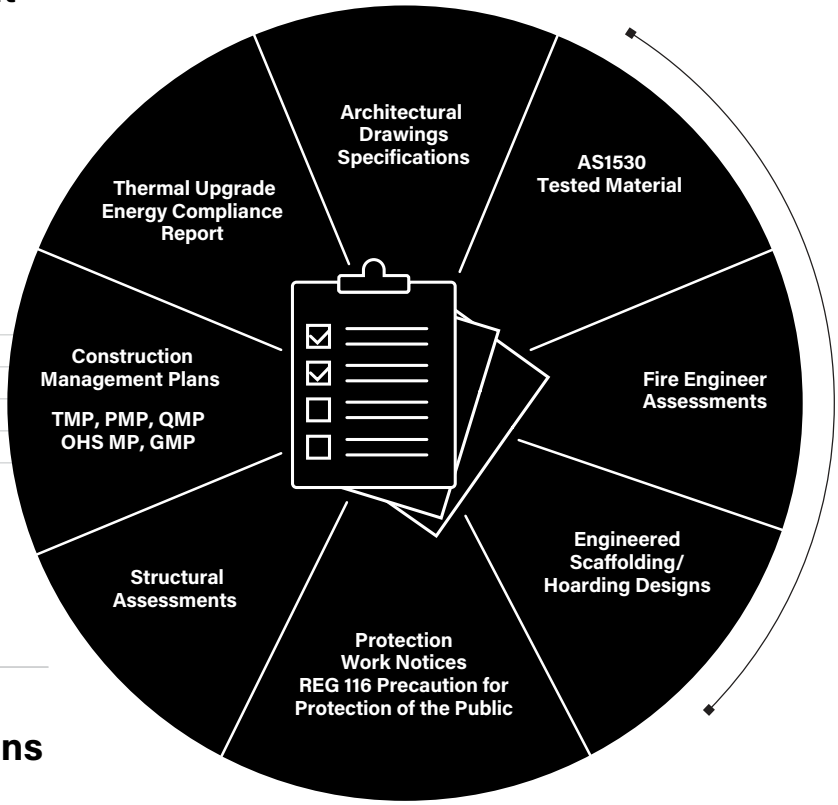 Architectural
Drawings
Specifications
AS1530
Tested Material
Fire Engineer
Assessments
Engineered
Scaffolding/
Hoarding Designs
Protection
Work Notices
REG 116 Precaution for
Protection of the Public
Structural
Assessments
Construction
Management Plans
TMP, PMP, QMP
OHS MP, GMP
Thermal Upgrade
Energy Compliance
Report
ns